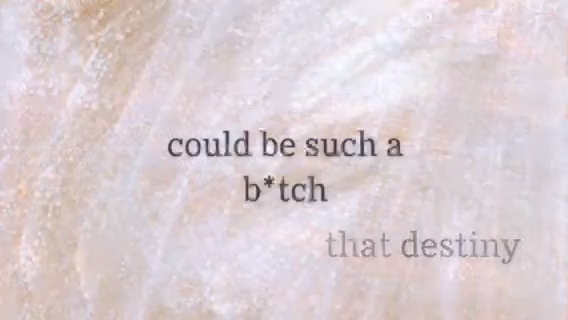 could be such a
b*tch
that destiny